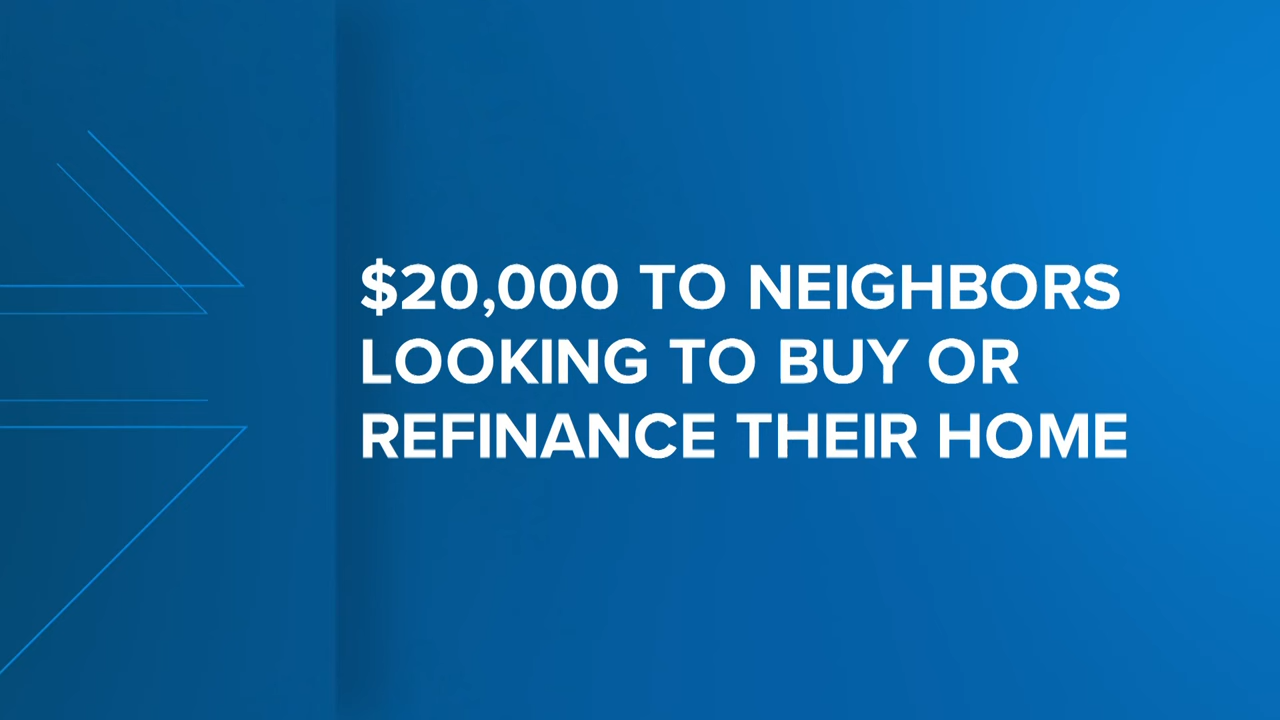 $20,000 TO NEIGHBORS
LOOKING TO BUY OR
REFINANCE THEIR HOME